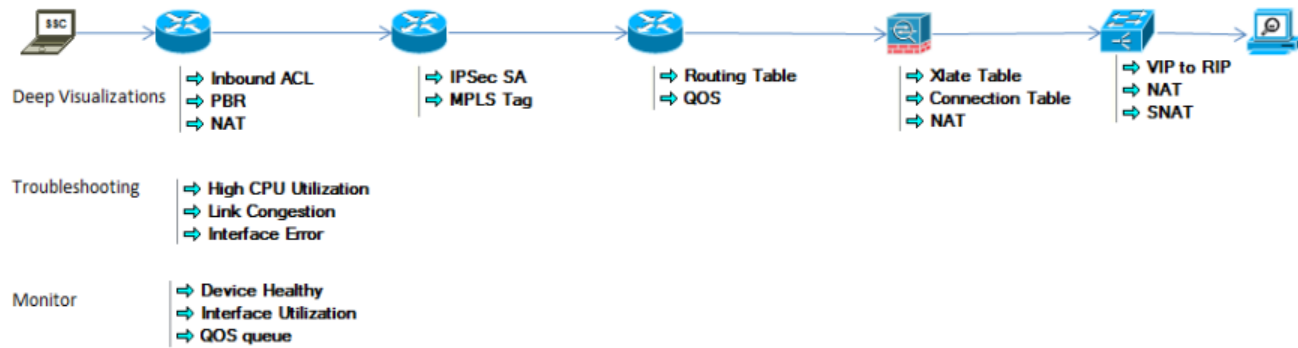 SSC
Deep Visualizations
Inbound ACL
PBR
NAT
IPSec SA
MPLS Tag
Routing Table
QOS
Xlate Table
Connection Table
NAT
VIP to RIP
NAT
SNAT
Troubleshooting
High CPU Utilization
Link Congestion
Interface Error
Monitor
Device Healthy
Interface Utilization
QOS queue